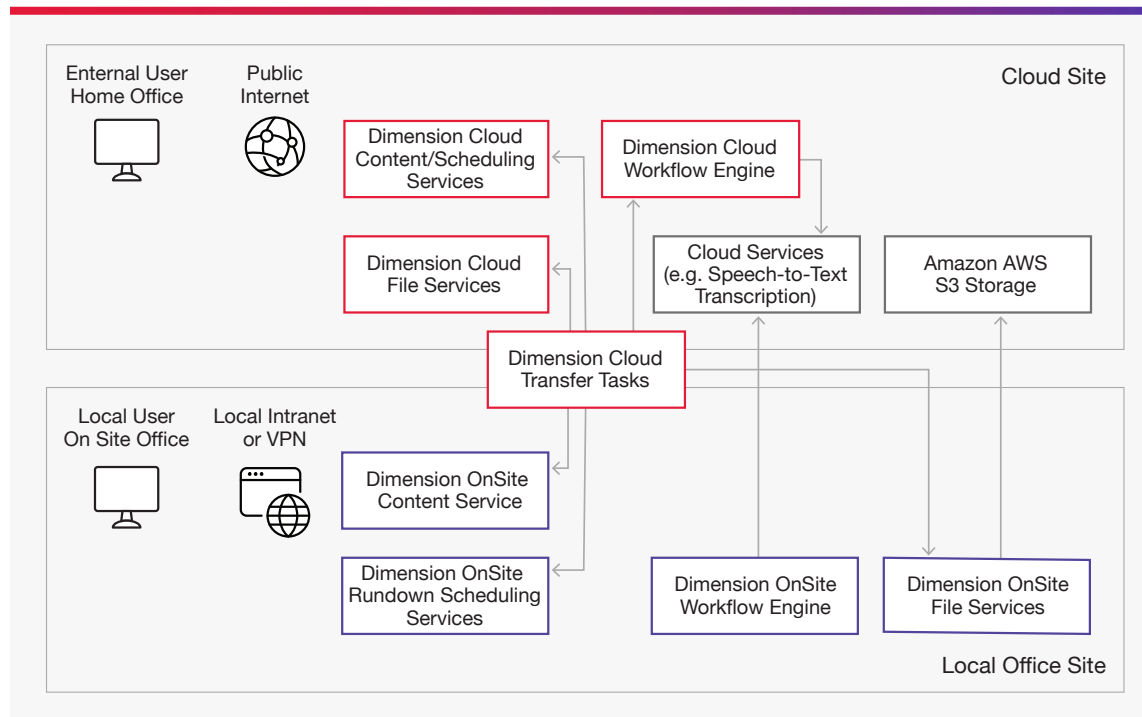 Enternal User
Home Office
Public
Internet
Cloud Site
Dimension Cloud
Content/Scheduling
Services
Dimension Cloud
Workflow Engine
Dimension Cloud
File Services
Cloud Services
(e.g. Speech-to-Text
Transcription)
Amazon AWS
S3 Storage
Dimension Cloud
Transfer Tasks
Local User
On Site Office
Local Intranet
or VPN
Dimension OnSite
Content Service
Dimension OnSite
Rundown Scheduling
Services
Dimension OnSite
Workflow Engine
Dimension OnSite
File Services
Local Office Site